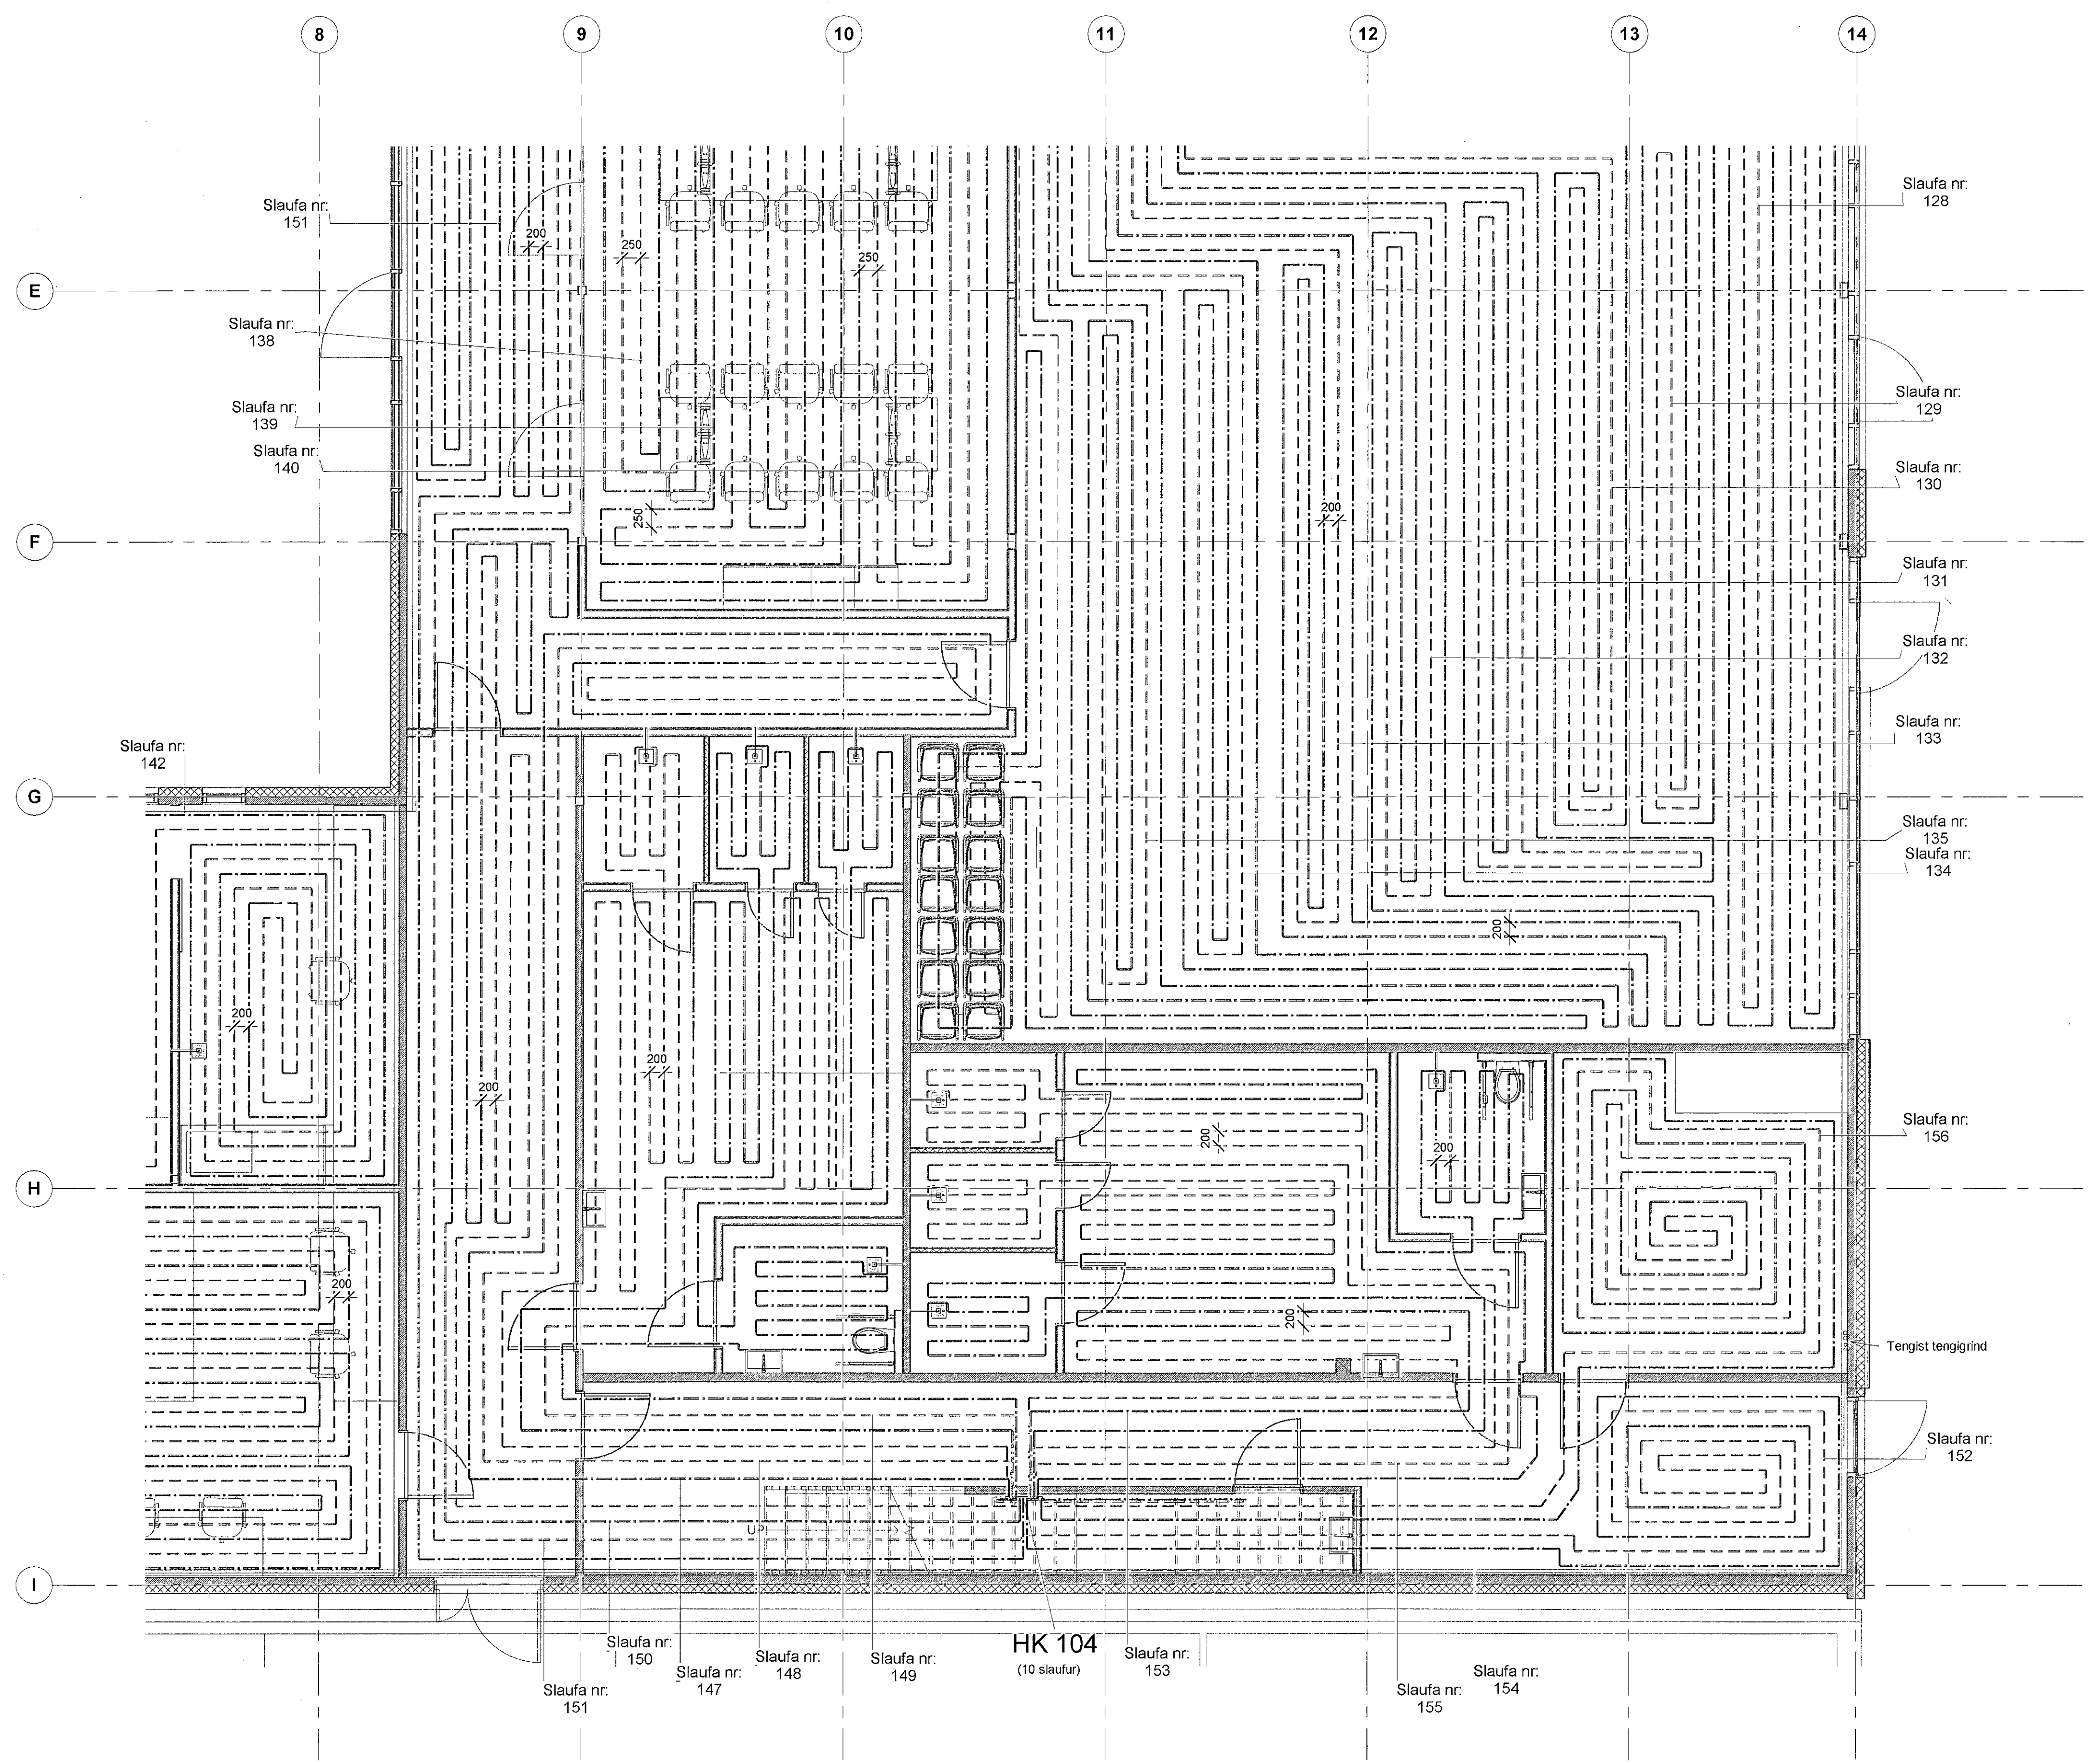 8
9
10
11
12
13
14
Slaufa nr:
128
Slaufa nr:
151
200
250
250
E
Slaufa nr:
138
Slaufa nr:
129
Slaufa nr:
139
Slaufa nr:
140
Slaufa nr:
130
250
200
F
Slaufa nr:
131
Slaufa nr:
132
Slaufa nr:
133
Slaufa nr:
142
G
Slaufa nr:
135
Slaufa nr:
134
200
200
200
200
200
Slaufa nr:
156
200
200
H
200
200
Tengist tengigrind
Slaufa nr:
152
UP
I
Slaufa nr:
150
HK 104
(10 slaufur)
Slaufa nr:
153
Slaufa nr:
148
Slaufa nr:
149
Slaufa nr:
147
Slaufa nr:
154
Slaufa nr:
151
Slaufa nr:
155